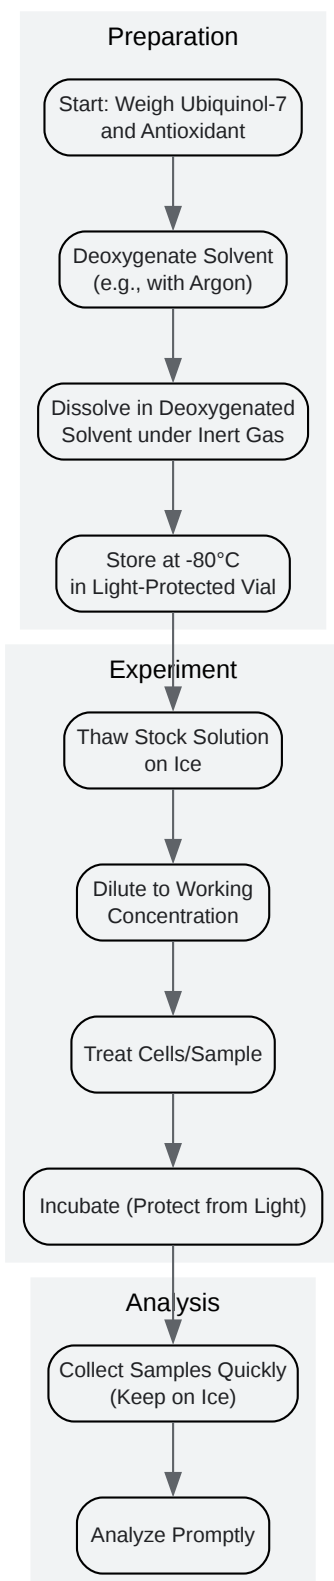 Preparation
Start: Weigh Ubiquinol-7
and Antioxidant
Deoxygenate Solvent
(e.g., with Argon)
Dissolve in Deoxygenated
Solvent under Inert Gas
Store at -80°C
in Light-Protected Vial
Experiment
Thaw Stock Solution
on Ice
Dilute to Working
Concentration
Treat Cells/Sample
Incubate (Protect from Light)
Analysis
Collect Samples Quickly
(Keep on Ice)
Analyze Promptly